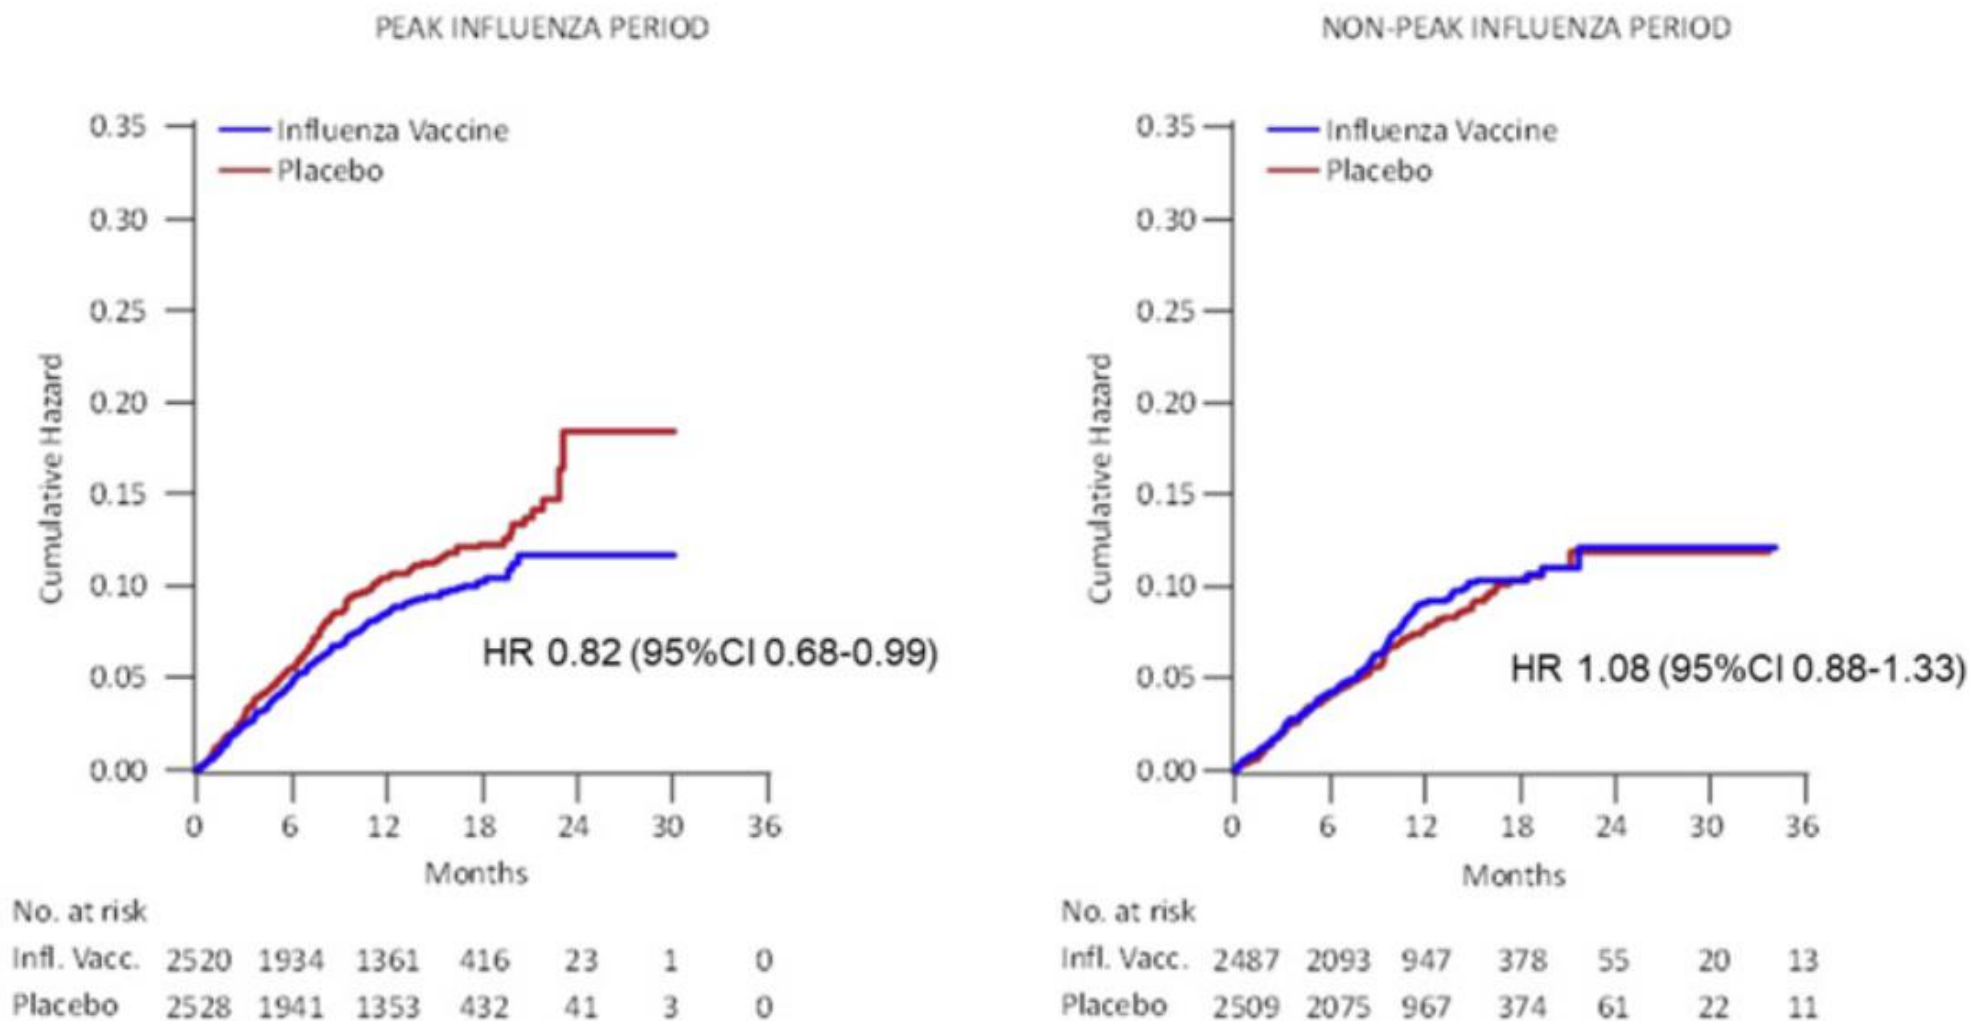 PEAK INFLUENZA PERIOD
Influenza Vaccine
Placebo
0.35
0.30
0.25
0.20
0.15
0.10
0.05
0.00
Cumulative Hazard
HR 0.82 (95%CI 0.68-0.99)
0 6 12 18 24 30 36
Months
No. at risk
Infl. Vacc. 2520 1934 1361 416 23 1 0
Placebo 2528 1941 1353 432 41 3 0
NON-PEAK INFLUENZA PERIOD
Influenza Vaccine
Placebo
0.35
0.30
0.25
0.20
0.15
0.10
0.05
0.00
Cumulative Hazard
HR 1.08 (95%CI 0.88-1.33)
0 6 12 18 24 30 36
Months
No. at risk
Infl. Vacc. 2487 2093 947 378 55 20 13
Placebo 2509 2075 967 374 61 22 11